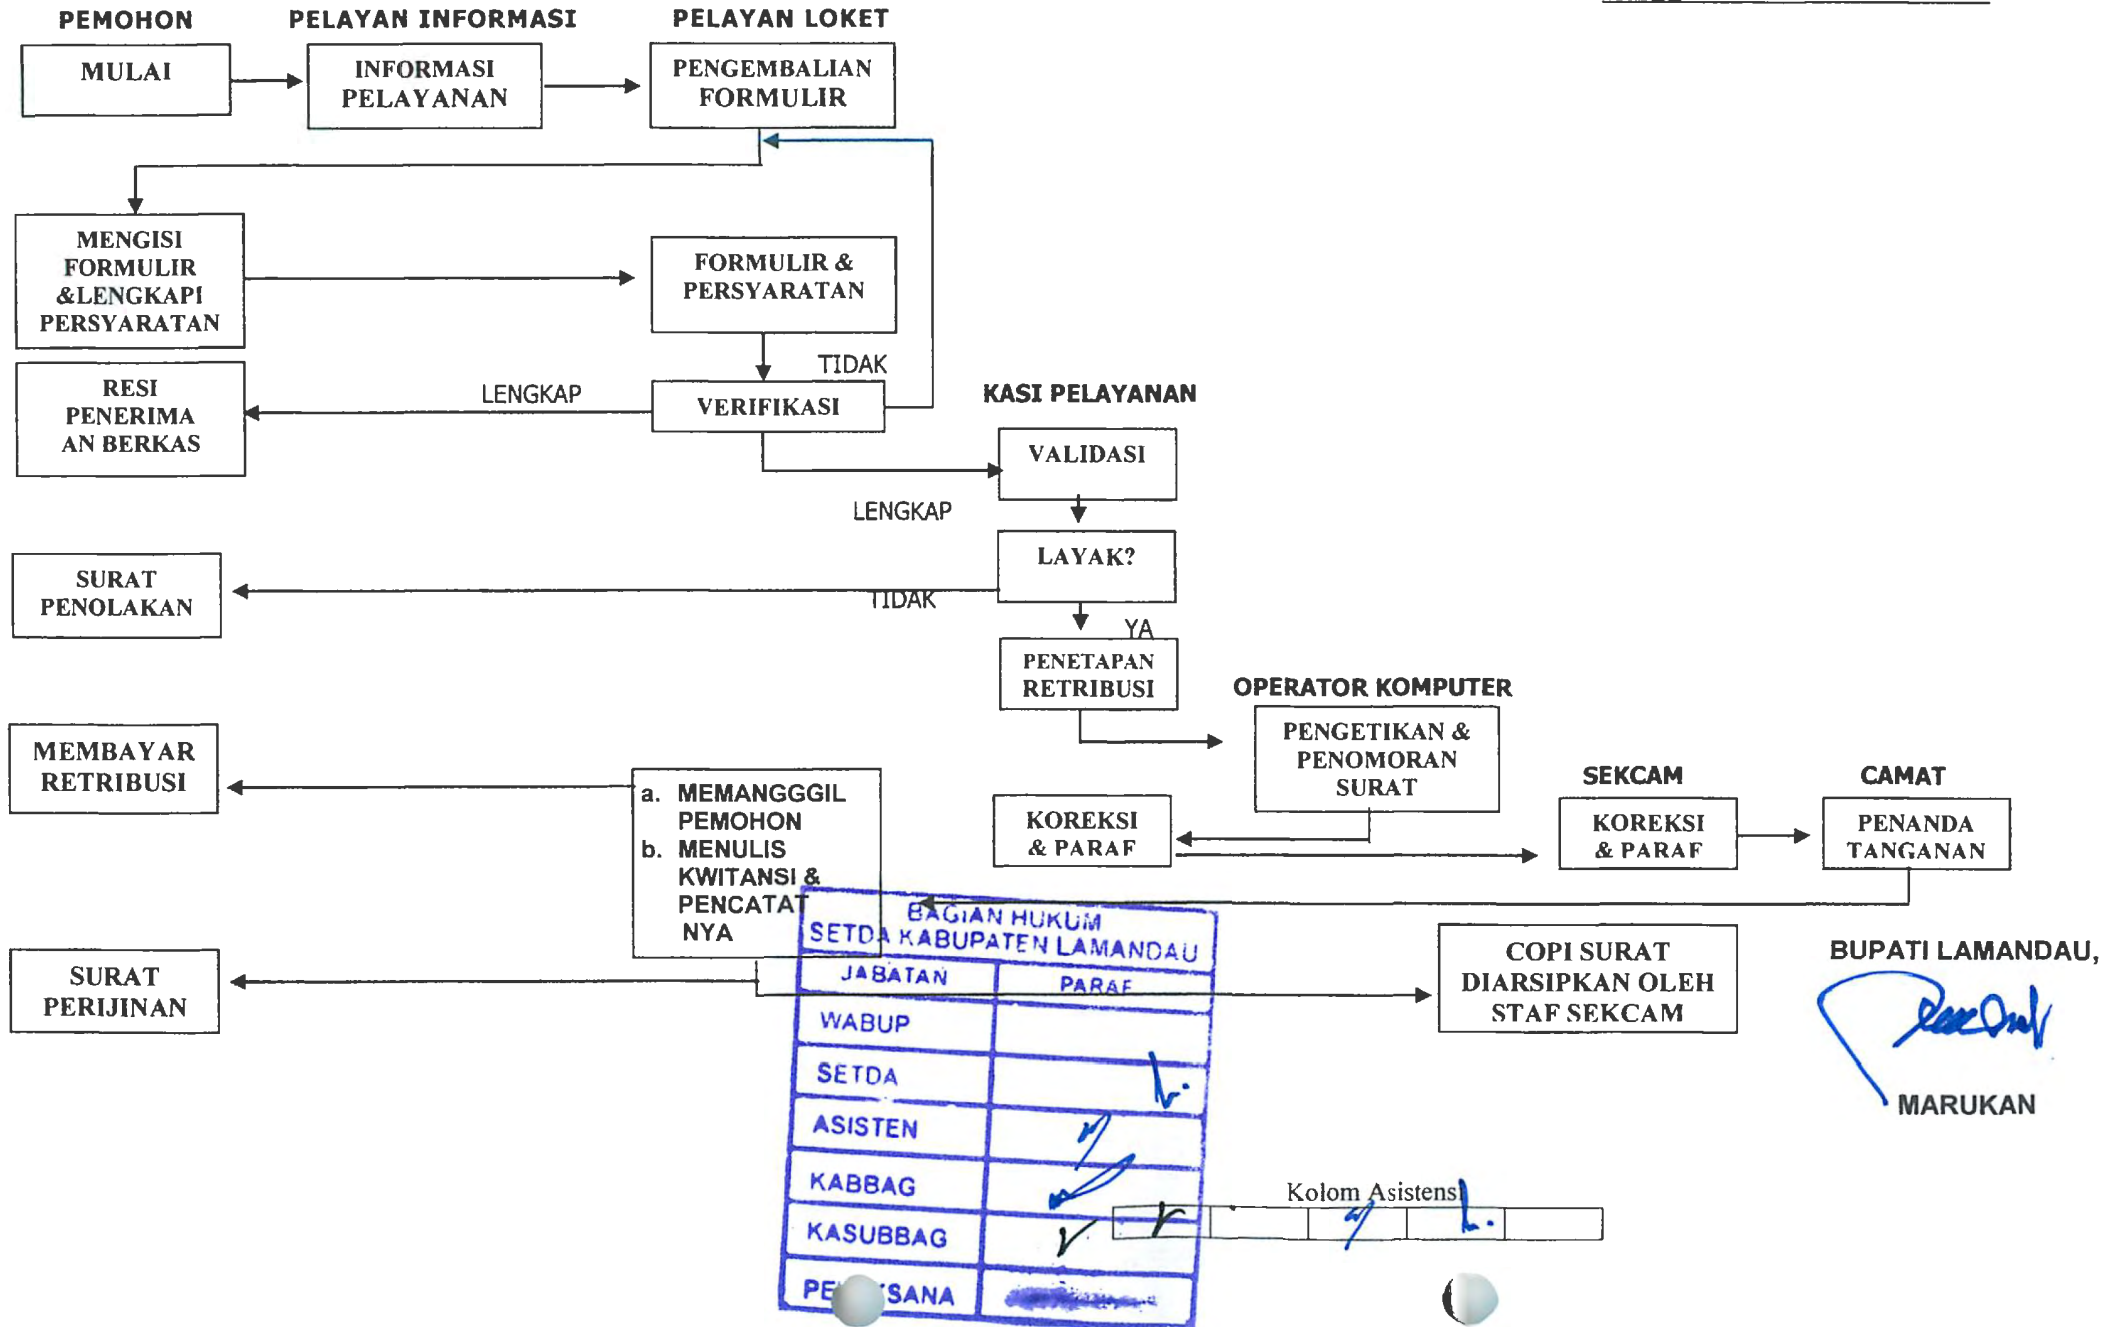 PEMOHON
PELAYAN INFORMASI
PELAYAN LOKET
MULAI
INFORMASI
PELAYANAN
PENGEMBALIAN
FORMULIR
MENGISI
FORMULIR
&LENGKAPI
PERSYARATAN
FORMULIR &
PERSYARATAN
TIDAK
RESI
PENERIMA
AN BERKAS
LENGKAP
VERIFIKASI
KASI PELAYANAN
VALIDASI
LENGKAP
LAYAK?
SURAT
PENOLAKAN
TIDAK
YA
PENETAPAN
RETRIBUSI
OPERATOR KOMPUTER
PENGETIKAN &
PENOMORAN
SURAT
MEMBAYAR
RETRIBUSI
a. MEMANGGGIL
PEMOHON
b. MENULIS
KWITANSI &
PENCATAT
NYA
KOREKSI
& PARAF
SEKCAM
KOREKSI
& PARAF
CAMAT
PENANDA
TANGANAN
SURAT
PERIJINAN
COPI SURAT
DIARSIPKAN OLEH
STAF SEKCAM
BUPATI LAMANDAU,
MARUKAN
BAGIAN HUKUM
SETDA KABUPATEN LAMANDAU
JABATAN
PARAF
WABUP
SETDA
ASISTEN
KABBAG
KASUBBAG
Kolom Asistensi